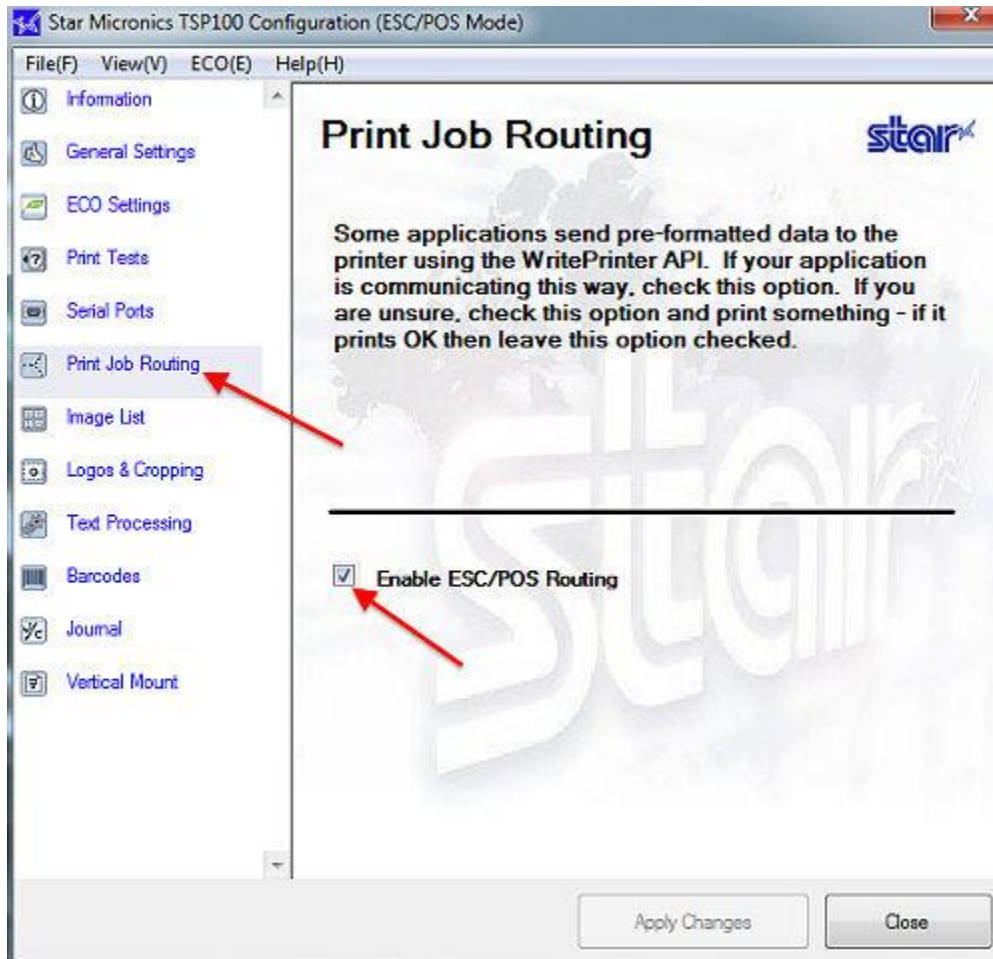 Star Micronics TSP100 Configuration (ESC/POS Mode)
File(F) View(V) ECO(E) Help(H)
Information
General Settings
ECO Settings
Print Tests
Serial Ports
Print Job Routing
Image List
Logos & Cropping
Text Processing
Barcodes
Journal
Vertical Mount
Print Job Routing
star
Some applications send pre-formatted data to the
printer using the WritePrinter API. If your application
is communicating this way, check this option. If you
are unsure, check this option and print something - if it
prints OK then leave this option checked.
star
Enable ESC/POS Routing
Apply Changes
Close